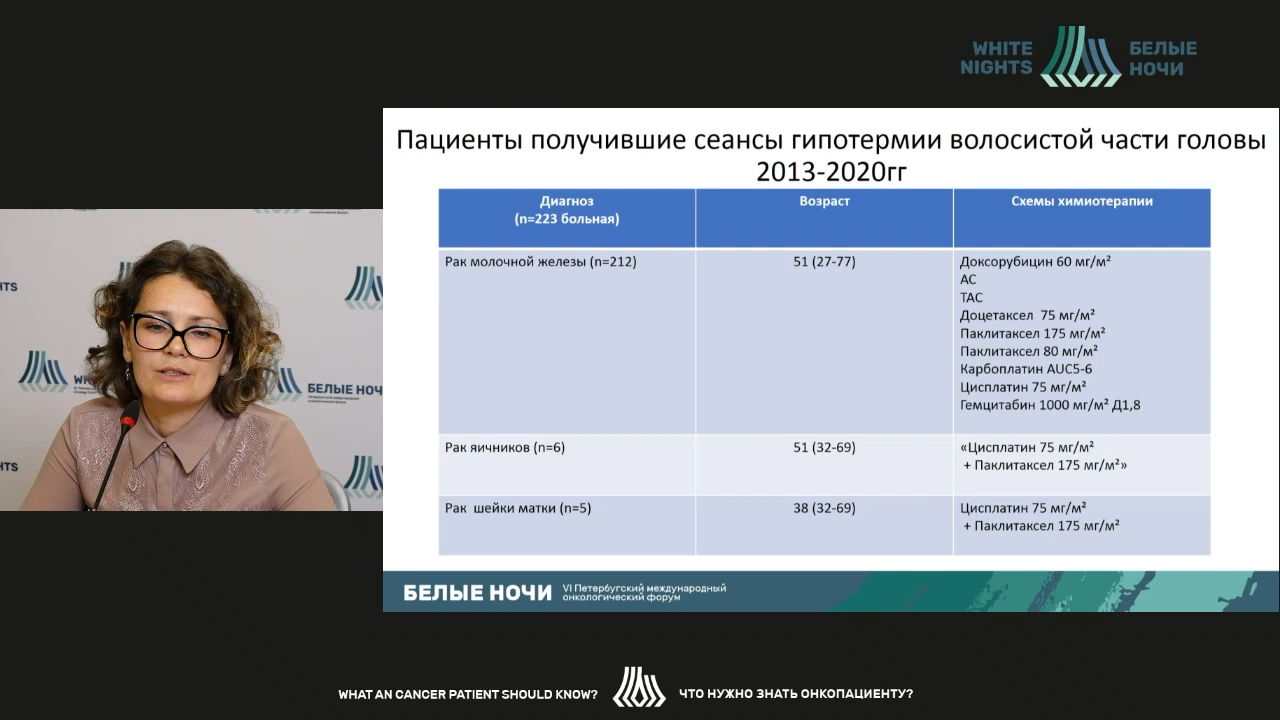 WHITE
NIGHTS
БЕЛЫЕ
НОЧИ
Пациенты получившие сеансы гипотермии волосистой части головы
2013-2020гг
Диагноз
(n=223 больная)
Возраст
Схемы химиотерапии
Рак молочной железы (n=212)
51 (27-77)
Доксорубицин 60 мг/м²
АС
ТАС
Доцетаксел 75 мг/м²
Паклитаксел 175 мг/м²
Паклитаксел 80 мг/м²
Карбоплатин AUC5-6
Цисплатин 75 мг/м²
Гемцитабин 1000 мг/м² Д1,8
Рак яичников (n=6)
51 (32-69)
«Цисплатин 75 мг/м²
+ Паклитаксел 175 мг/м²»
Рак шейки матки (n=5)
38 (32-69)
Цисплатин 75 мг/м²
+ Паклитаксел 175 мг/м²
БЕЛЫЕ НОЧИ
VI Петербугский международный
онкологический форум
БЕЛЫЕ НОЧ
WHAT AN CANCER PATIENT SHOULD KNOW?
ЧТО НУЖНО ЗНАТЬ ОНКОПАЦИЕНТУ?